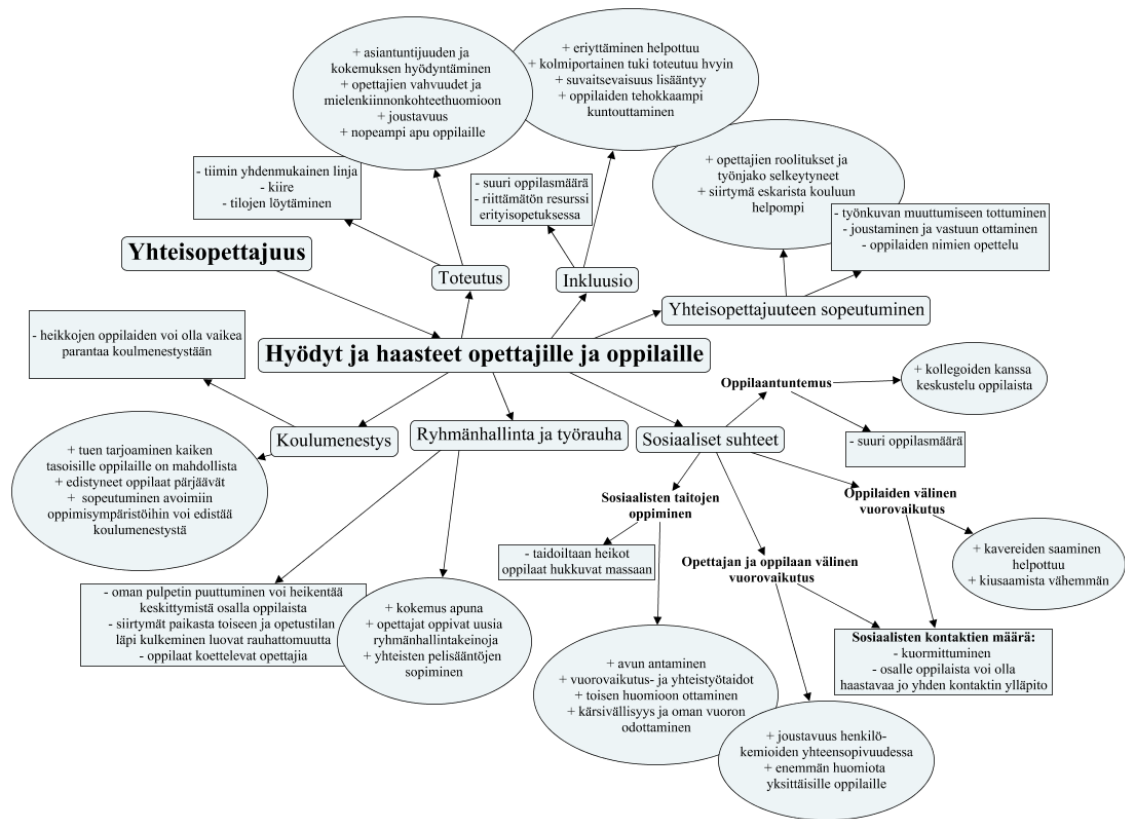 + asiantuntijuuden ja
kokemuksen hyödyntäminen
+ opettajien vahvuudet ja
mielenkiinnonkohteethuomioon
+ joustavuus
+ nopeampi apu oppilaille
+ eriyttäminen helpottuu
+ kolmiportainen tuki toteutuu hvyin
+ suvaitsevaisuus lisääntyy
+ oppilaiden tehokkaampi
kuntouttaminen
+ opettajien roolitukset ja
työnjako selkeytyneet
+ siirtymä eskarista kouluun
helpompi
- tiimin yhdenmukainen linja
- kiire
- tilojen löytäminen
- suuri oppilasmäärä
- riittämätön resurssi
erityisopetuksessa
- työnkuvan muuttumiseen tottuminen
- joustaminen ja vastuun ottaminen
- oppilaiden nimien opettelu
Yhteisopettajuus
Toteutus
Inkluusio
Yhteisopettajuuteen sopeutuminen
- heikkojen oppilaiden voi olla vaikea
parantaa koulmenestystään
Hyödyt ja haasteet opettajille ja oppilaille
Oppilaantuntemus
+ kollegoiden kanssa
keskustelu oppilaista
Koulumenestys
Ryhmänhallinta ja työrauha
Sosiaaliset suhteet
- suuri oppilasmäärä
+ tuen tarjoaminen kaiken
tasoisille oppilaille on mahdollista
+ edistyneet oppilaat pärjäävät
+ sopeutuminen avoimiin
oppimisympäristöihin voi edistää
koulumenestystä
Sosiaalisten taitojen
oppiminen
Oppilaiden välinen
vuorovaikutus
- taidoiltaan heikot
oppilaat hukkuvat massaan
Opettajan ja oppilaan välinen
vuorovaikutus
+ kavereiden saaminen
helpottuu
+ kiusaamista vähemmän
- oman pulpetin puuttuminen voi heikentää
keskittymistä osalla oppilaista
- siirtymät paikasta toiseen ja opetustilan
läpi kulkeminen luovat rauhattomuutta
- oppilaat koettelevat opettajia
+ kokemus apuna
+ opettajat oppivat uusia
ryhmänhallintakeinoja
+ yhteisten pelisääntöjen
sopiminen
Sosiaalisten kontaktien määrä:
- kuormittuminen
- osalle oppilaista voi olla
haastavaa jo yhden kontaktin ylläpito
+ avun antaminen
+ vuorovaikutus- ja yhteistyötaidot
+ toisen huomioon ottaminen
+ kärsivällisyys ja oman vuoron
odottaminen
+ joustavuus henkilö-
kemioiden yhteensopivuudessa
+ enemmän huomiota
yksittäisille oppilaille